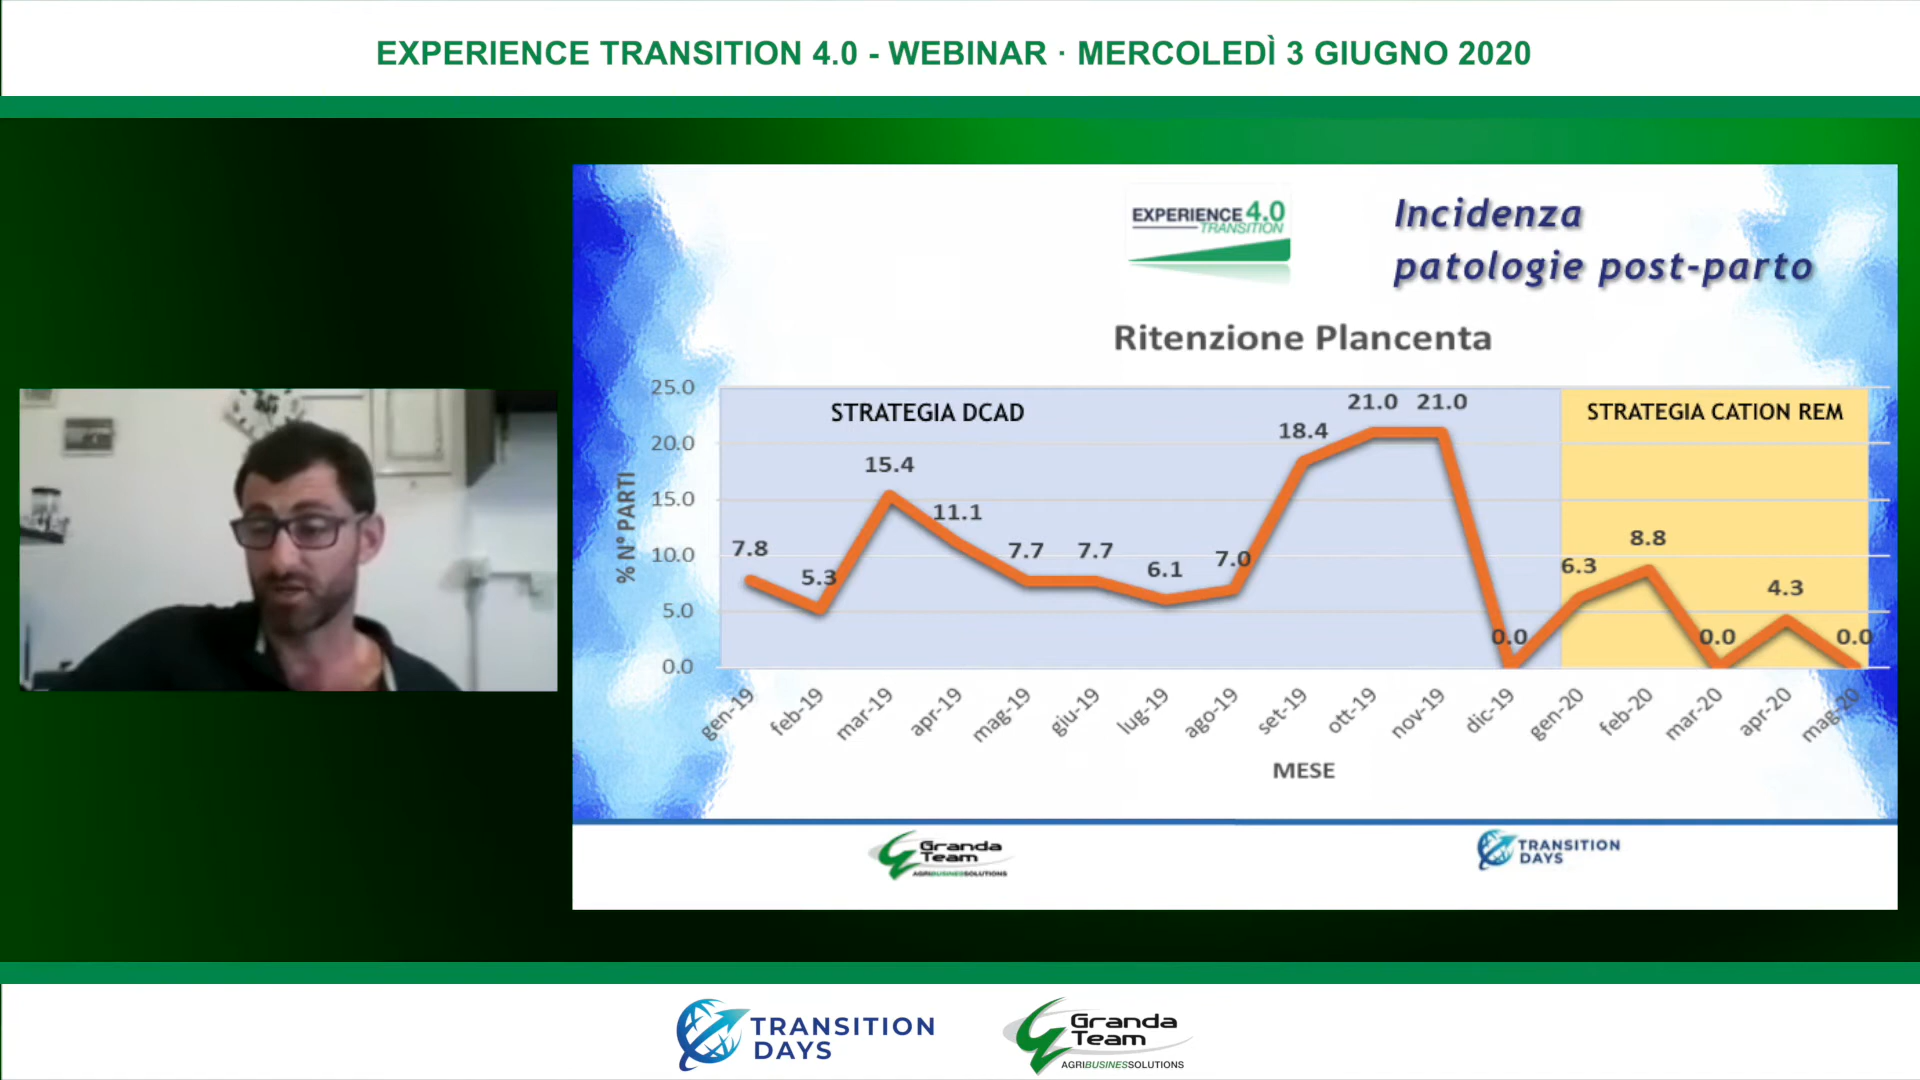 EXPERIENCE TRANSITION 4.0 - WEBINAR · MERCOLEDÌ 3 GIUGNO 2020
EXPERIENCE 4.0
TRANSITION
Incidenza
patologie post-parto
Ritenzione Plancenta
STRATEGIA DCAD
STRATEGIA CATION REM
% N° PARTI
25.0
20.0
15.0
10.0
5.0
0.0
7.8
5.3
15.4
11.1
7.7
7.7
6.1
7.0
18.4
21.0
21.0
0.0
6.3
8.8
0.0
4.3
0.0
gen-19
feb-19
mar-19
apr-19
mag-19
giu-19
lug-19
ago-19
set-19
ott-19
nov-19
dic-19
gen-20
feb-20
mar-20
apr-20
mag-20
MESE
Granda
Team
AGRIBUSINESSOLUTIONS
TRANSITION
DAYS
TRANSITION
DAYS
Granda
Team
AGRIBUSINESSOLUTIONS